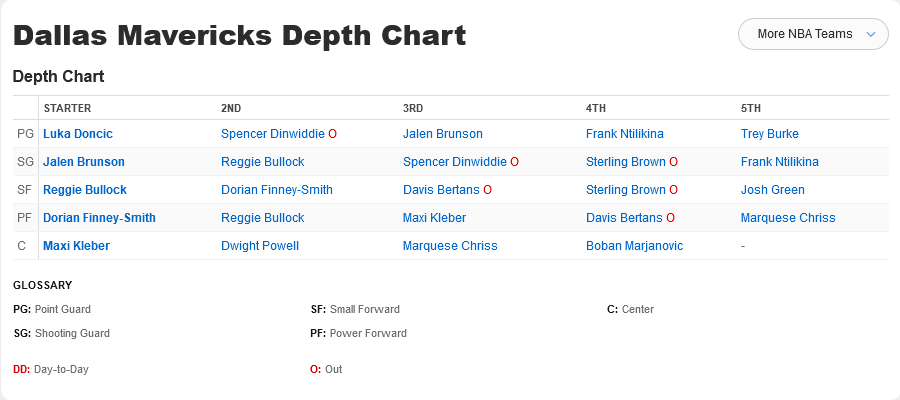 Dallas Mavericks Depth Chart
More NBA Teams
Depth Chart
STARTER 2ND 3RD 4TH 5TH
PG Luka Doncic Spencer Dinwiddie O Jalen Brunson Frank Ntilikina Trey Burke
SG Jalen Brunson Reggie Bullock Spencer Dinwiddie O Sterling Brown O Frank Ntilikina
SF Reggie Bullock Dorian Finney-Smith Davis Bertans O Sterling Brown O Josh Green
PF Dorian Finney-Smith Reggie Bullock Maxi Kleber Davis Bertans O Marquese Chriss
C Maxi Kleber Dwight Powell Marquese Chriss Boban Marjanovic -
GLOSSARY
PG: Point Guard SF: Small Forward C: Center
SG: Shooting Guard PF: Power Forward
DD: Day-to-Day O: Out